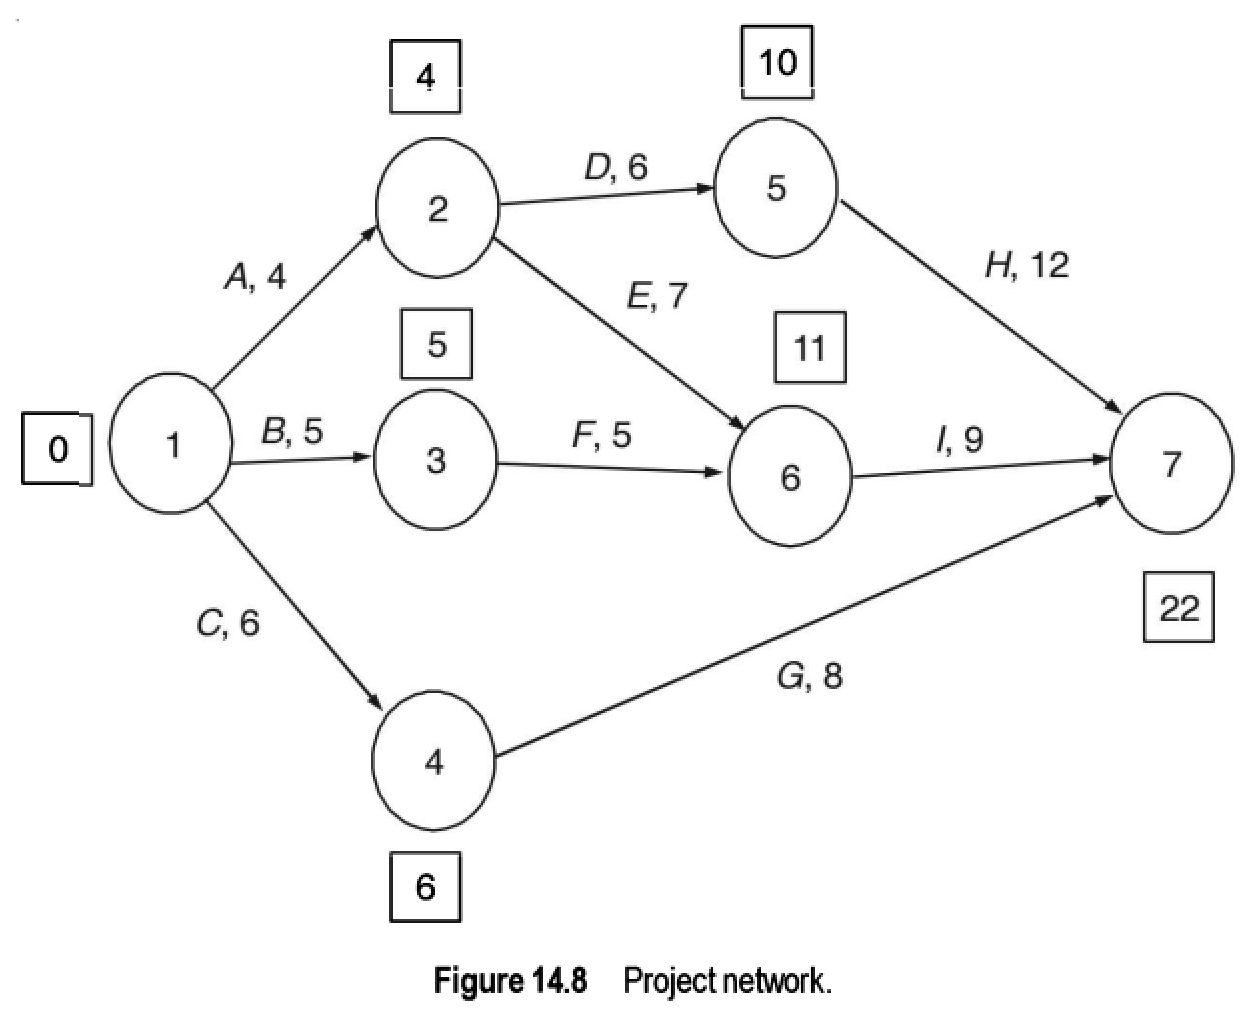 4
10
D, 6
2
5
A, 4
H, 12
E, 7
5
11
0
1
B, 5
3
F, 5
6
I, 9
7
C, 6
22
G, 8
4
6
Figure 14.8 Project network.